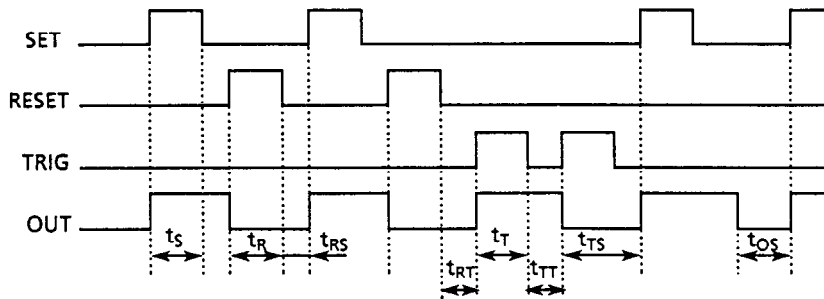 SET
RESET
TRIG
OUT
tS tR tRS tT tTS tOS
tRT tTT